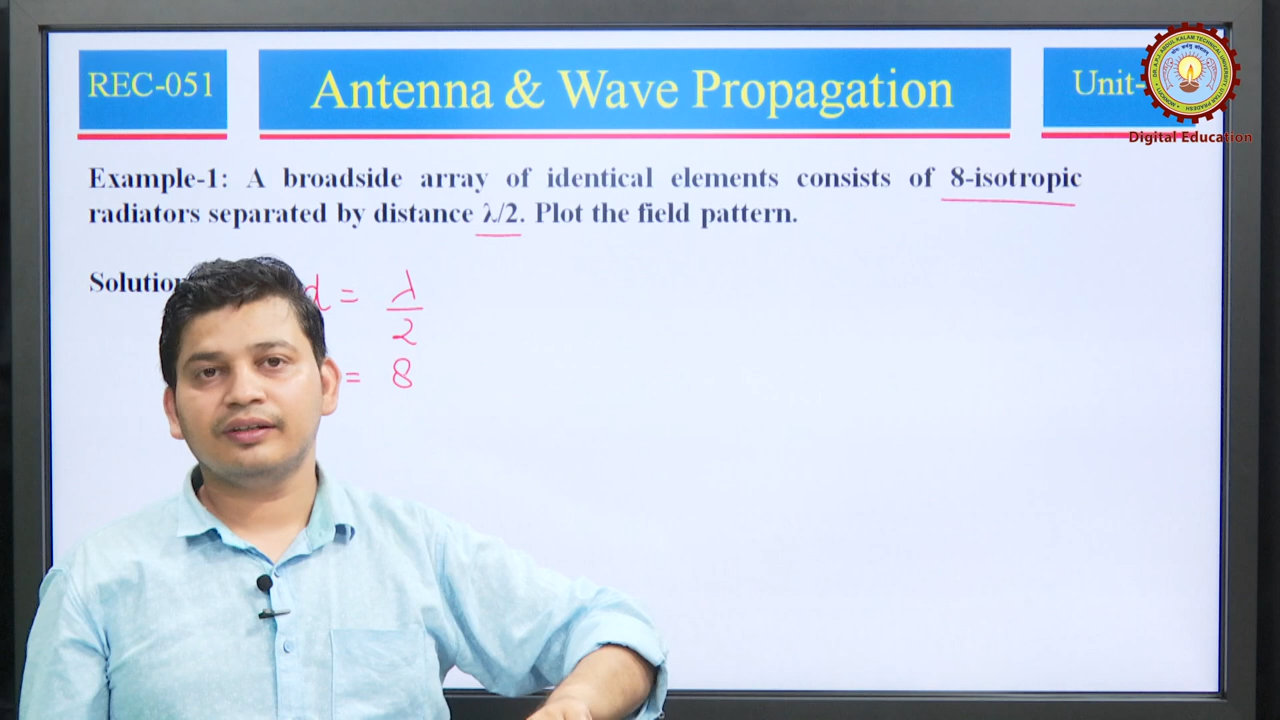 REC-051
Antenna & Wave Propagation
Unit-
Digital Education
Example-1: A broadside array of identical elements consists of 8-isotropic
radiators separated by distance λ/2. Plot the field pattern.
Solution
d = λ/2
= 8